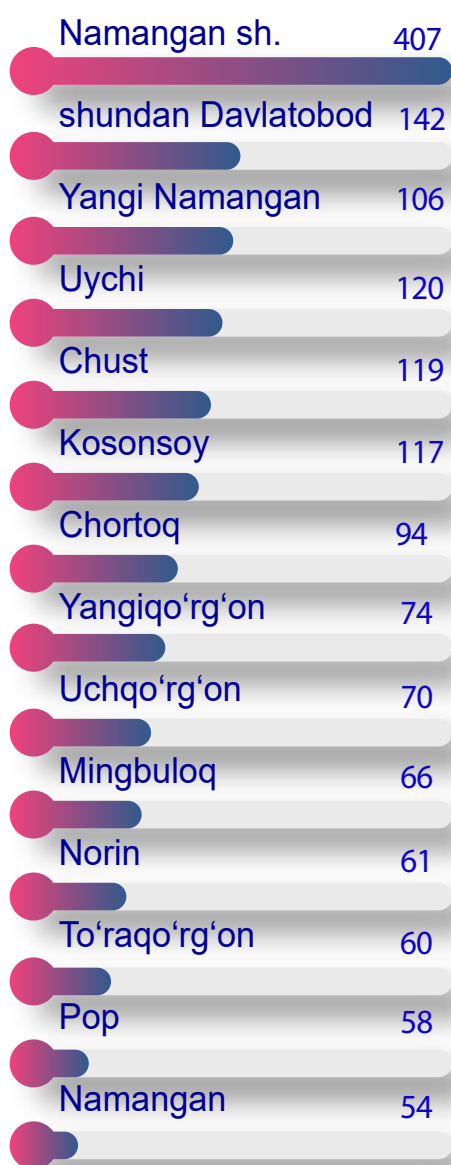 Namangan sh. 407
shundan Davlatobod 142
Yangi Namangan 106
Uychi 120
Chust 119
Kosonsoy 117
Chortoq 94
Yangiqo‘rg‘on 74
Uchqo‘rg‘on 70
Mingbuloq 66
Norin 61
To‘raqo‘rg‘on 60
Pop 58
Namangan 54